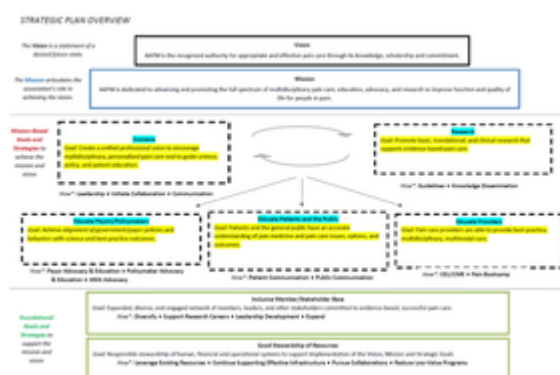 STRATEGIC PLAN OVERVIEW
The Vision is a statement of a
desired future state.
Vision
AAPM is the recognized authority for appropriate and effective pain care through its knowledge, scholarship and commitment.
The Mission articulates the
association's role in
achieving the vision.
Mission
AAPM is dedicated to advancing and promoting the full spectrum of multidisciplinary pain care, education, advocacy, and research to improve function and quality of
life for people in pain.
Mission-Based
Goals and
Strategies to
achieve the
mission and
vision
Convene
Goal: Create a unified professional voice to encourage
multidisciplinary, personalized pain care and to guide science,
policy, and patient education.
How*: Leadership • Initiate Collaboration • Communication
Research
Goal: Promote basic, translational, and clinical research that
supports evidence-based pain care.
How*: Guidelines • Knowledge Dissemination
Educate Payers/Policymakers
Goal: Achieve alignment of government/payer policies and
behaviors with science and best practice outcomes.
How*: Payer Advocacy & Education • Policymaker Advocacy
& Education •  Advocacy
Educate Patients and the Public
Goal: Patients and the general public have an accurate
understanding of pain medicine and pain care issues, options, and
outcomes.
How*: Patient Communication • Public Communication
Educate Providers
Goal: Pain care providers are able to provide best-practice,
multidisciplinary, multimodal care.
How*: CEU/CME • Pain Bootcamp
Foundational
Goals and
Strategies to
support the
mission and
vision
Inclusive Member/Stakeholder Base
Goal: Expanded, diverse, and engaged network of members, leaders, and other stakeholders committed to evidence-based, successful pain care.
How*: Diversify • Support Research Careers • Leadership Development • Expand
Good Stewardship of Resources
Goal: Responsible stewardship of human, financial and operational systems to support implementation of the Vision, Mission and Strategic Goals
How*: Leverage Existing Resources • Continue Supporting Effective Infrastructure • Pursue Collaborations • Reduce Low-Value Programs